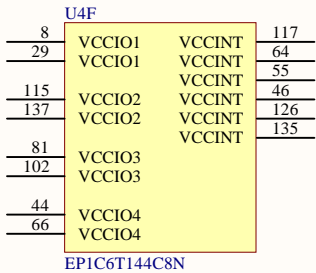 U4F
8 VCCIO1 VCCINT 117
29 VCCIO1 VCCINT 64
VCCINT 55
115 VCCIO2 VCCINT 46
137 VCCIO2 VCCINT 126
VCCINT 135
81 VCCIO3
102 VCCIO3
44 VCCIO4
66 VCCIO4
EP1C6T144C8N